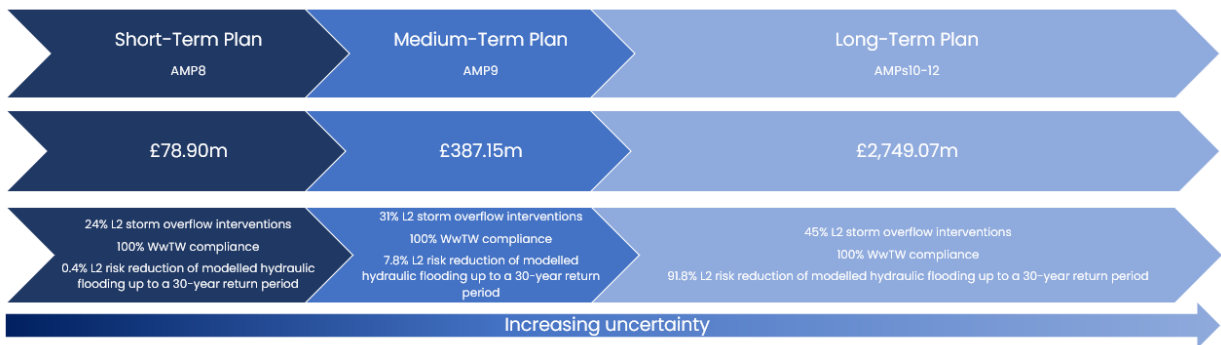 Short-Term Plan
AMP8
Medium-Term Plan
AMP9
Long-Term Plan
AMPs10-12
£78.90m
£387.15m
£2,749.07m
24% L2 storm overflow interventions
100% WwTW compliance
0.4% L2 risk reduction of modelled hydraulic
flooding up to a 30-year return period
31% L2 storm overflow interventions
100% WwTW compliance
7.8% L2 risk reduction of modelled
hydraulic flooding up to a 30-year return
period
45% L2 storm overflow interventions
100% WwTW compliance
91.8% L2 risk reduction of modelled hydraulic flooding up to a 30-year return period
Increasing uncertainty